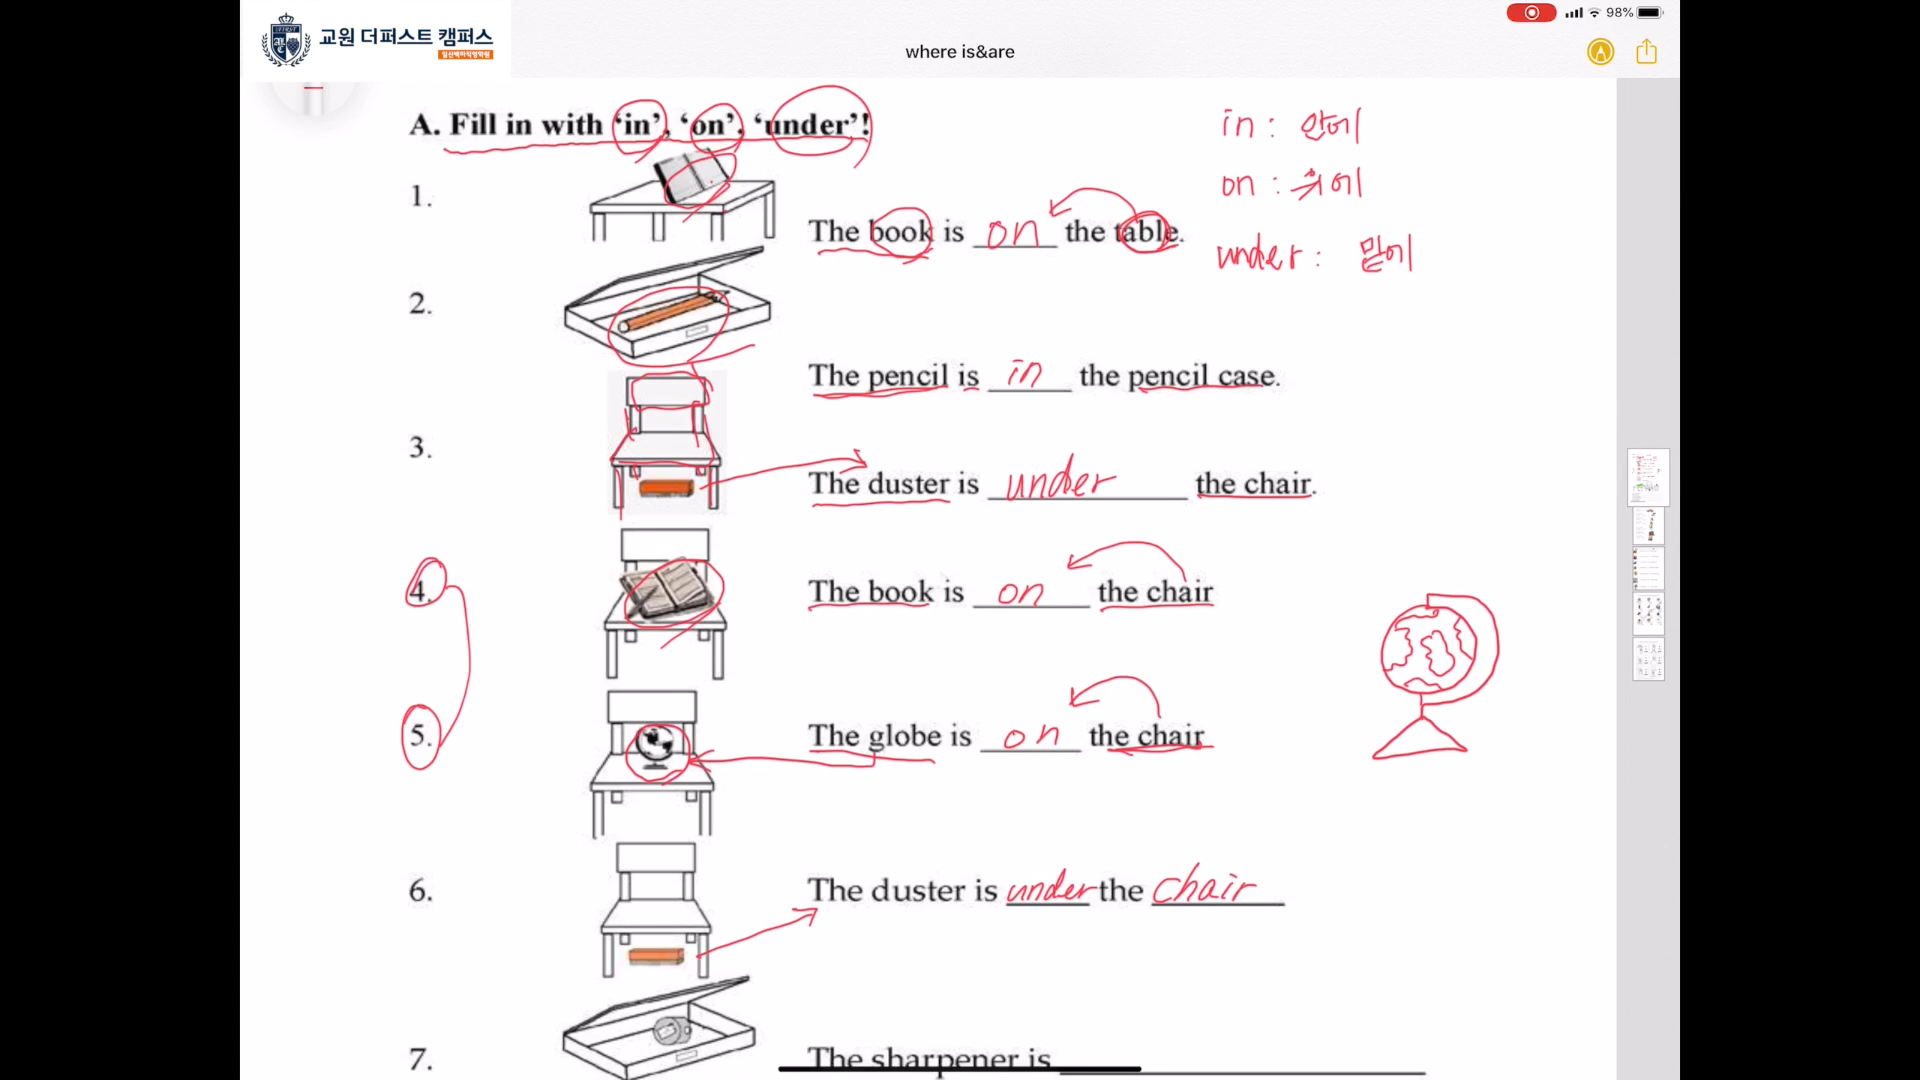 교원 더퍼스트 캠퍼스
98%
where is&are
A. Fill in with ‘in’, ‘on’, ‘under’!
in : 안에
on : 위에
under : 밑에
1.
The book is on the table.
2.
The pencil is in the pencil case.
3.
The duster is under the chair.
4.
The book is on the chair
5.
The globe is on the chair
6.
The duster is under the chair
7.
The sharpener is